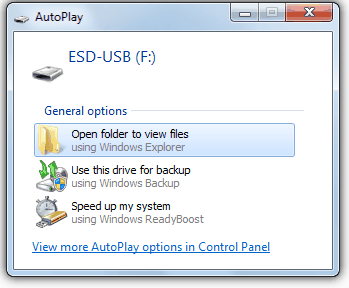 AutoPlay
ESD-USB (F:)
General options
Open folder to view files
using Windows Explorer
Use this drive for backup
using Windows Backup
Speed up my system
using Windows ReadyBoost
View more AutoPlay options in Control Panel